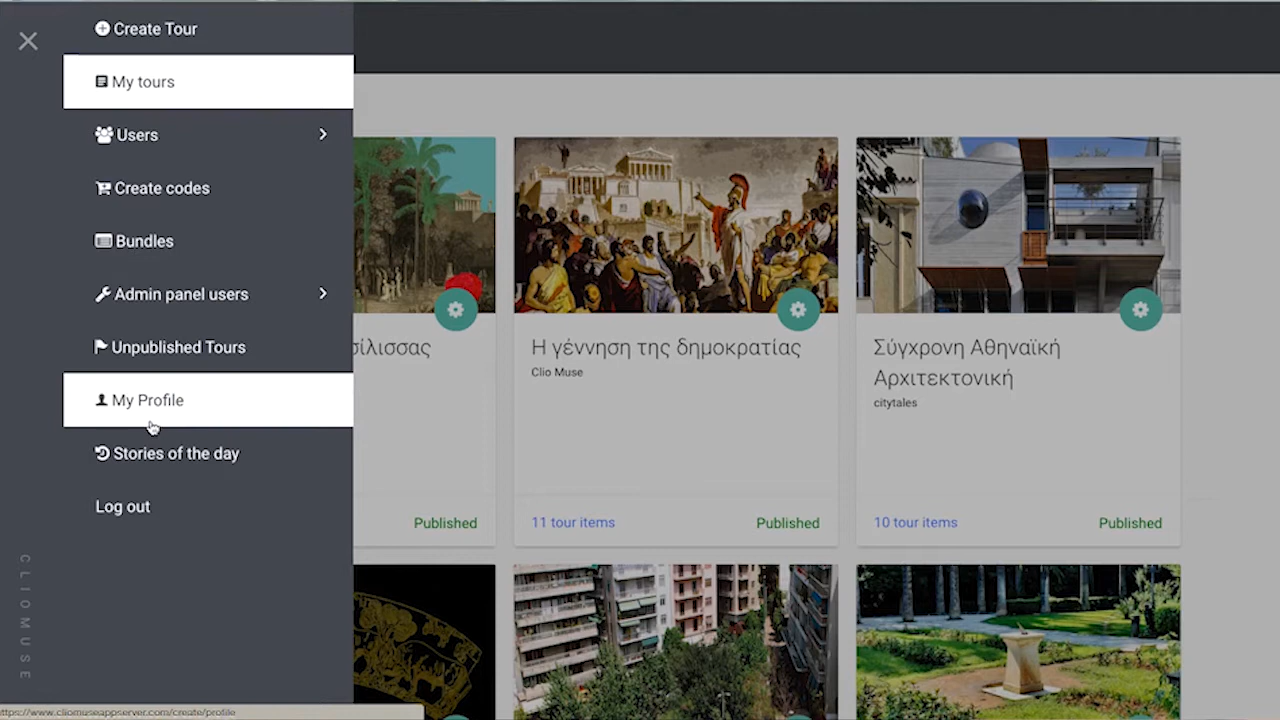 Create Tour
My tours
Users
Create codes
Bundles
Admin panel users
Unpublished Tours
My Profile
Stories of the day
Log out
CLIOMUSE
σίλισσας
Published
Η γέννηση της δημοκρατίας
Clio Muse
11 tour items
Published
Σύγχρονη Αθηναϊκή
Αρχιτεκτονική
citytales
10 tour items
Published
ttps://www.cliomuseappserver.com/create/profile